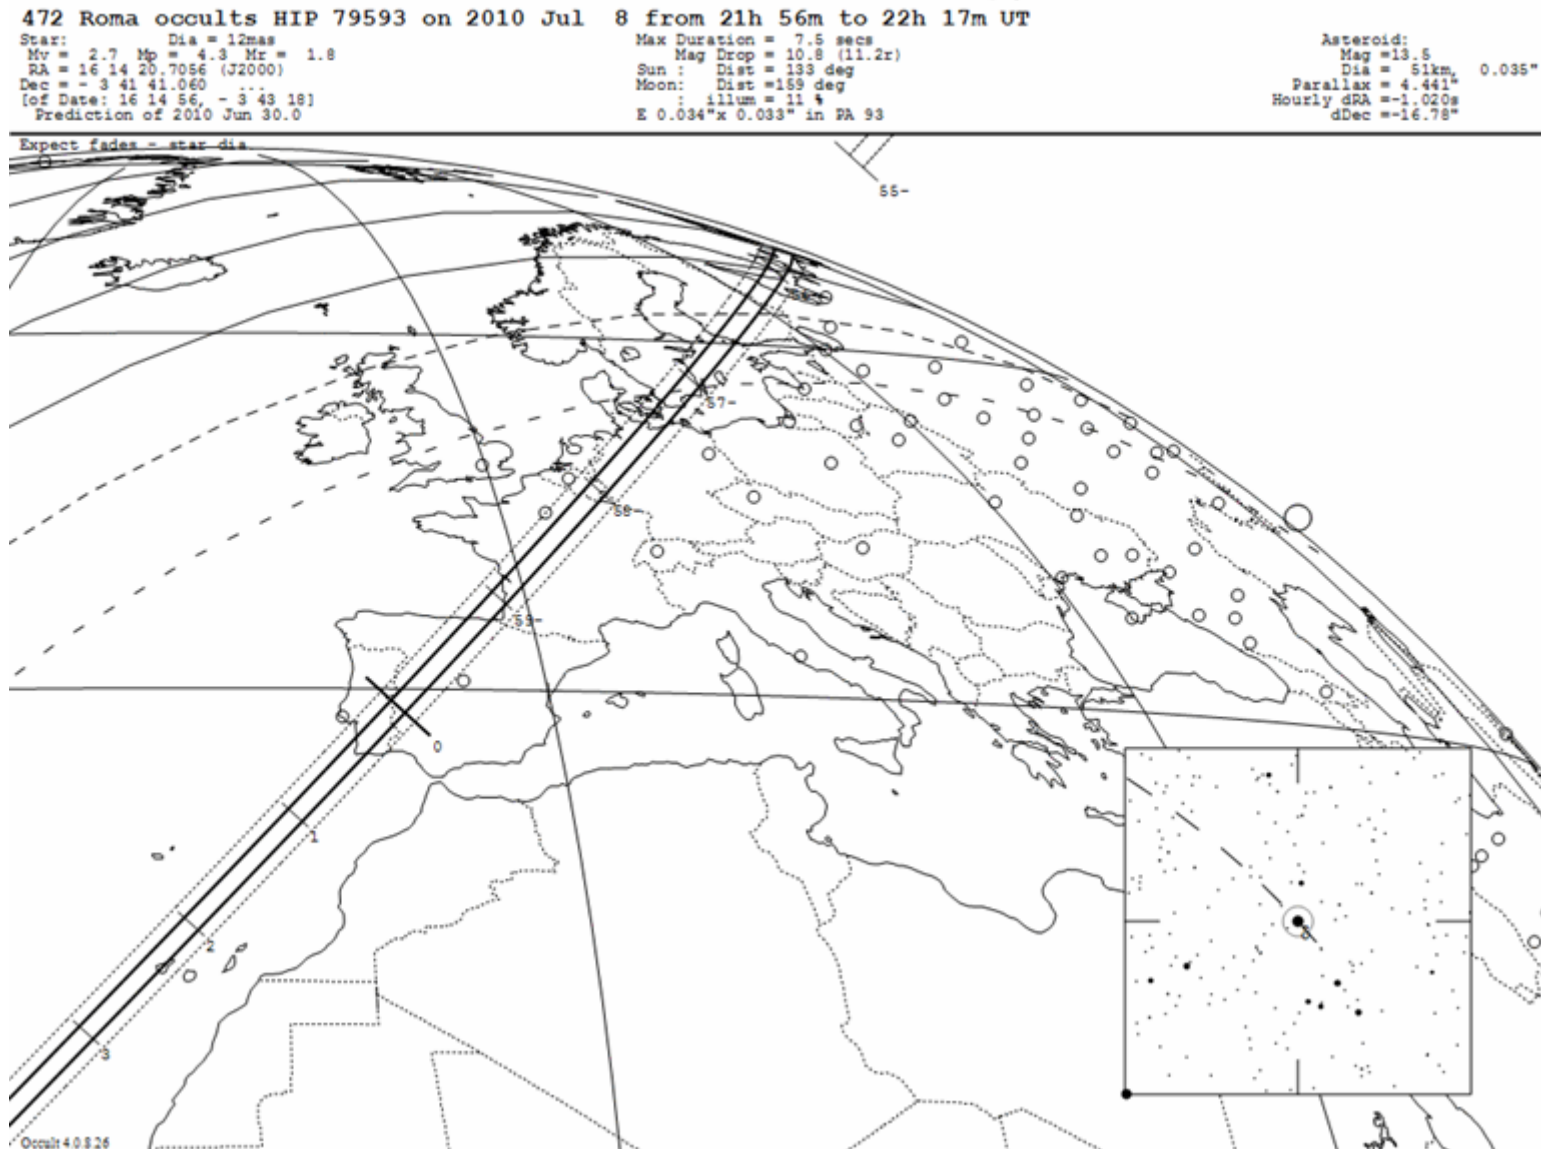 472 Roma occults HIP 79593 on 2010 Jul  8 from 21h 56m to 22h 17m UT
Star:
Dia = 12mas
Mv =  2.7  Mp =  4.3  Mr =  1.8
RA = 16 14 20.7056 (J2000)
Dec = - 3 41 41.060   ...
[of Date: 16 14 56, - 3 43 18]
Prediction of 2010 Jun 30.0
Max Duration =  7.5 secs
Mag Drop = 10.8 (11.2r)
Sun :   Dist = 133 deg
Moon:   Dist =159 deg
:  illum = 11 %
E 0.034"x 0.033" in PA 93
Asteroid:
Mag =13.5
Dia =  51km,   0.035"
Parallax = 4.441"
Hourly dRA =-1.020s
dDec =-16.78"
Expect fades - star dia.
55-
57-
58-
59-
0
1
2
3
Occult 4.0.8.26